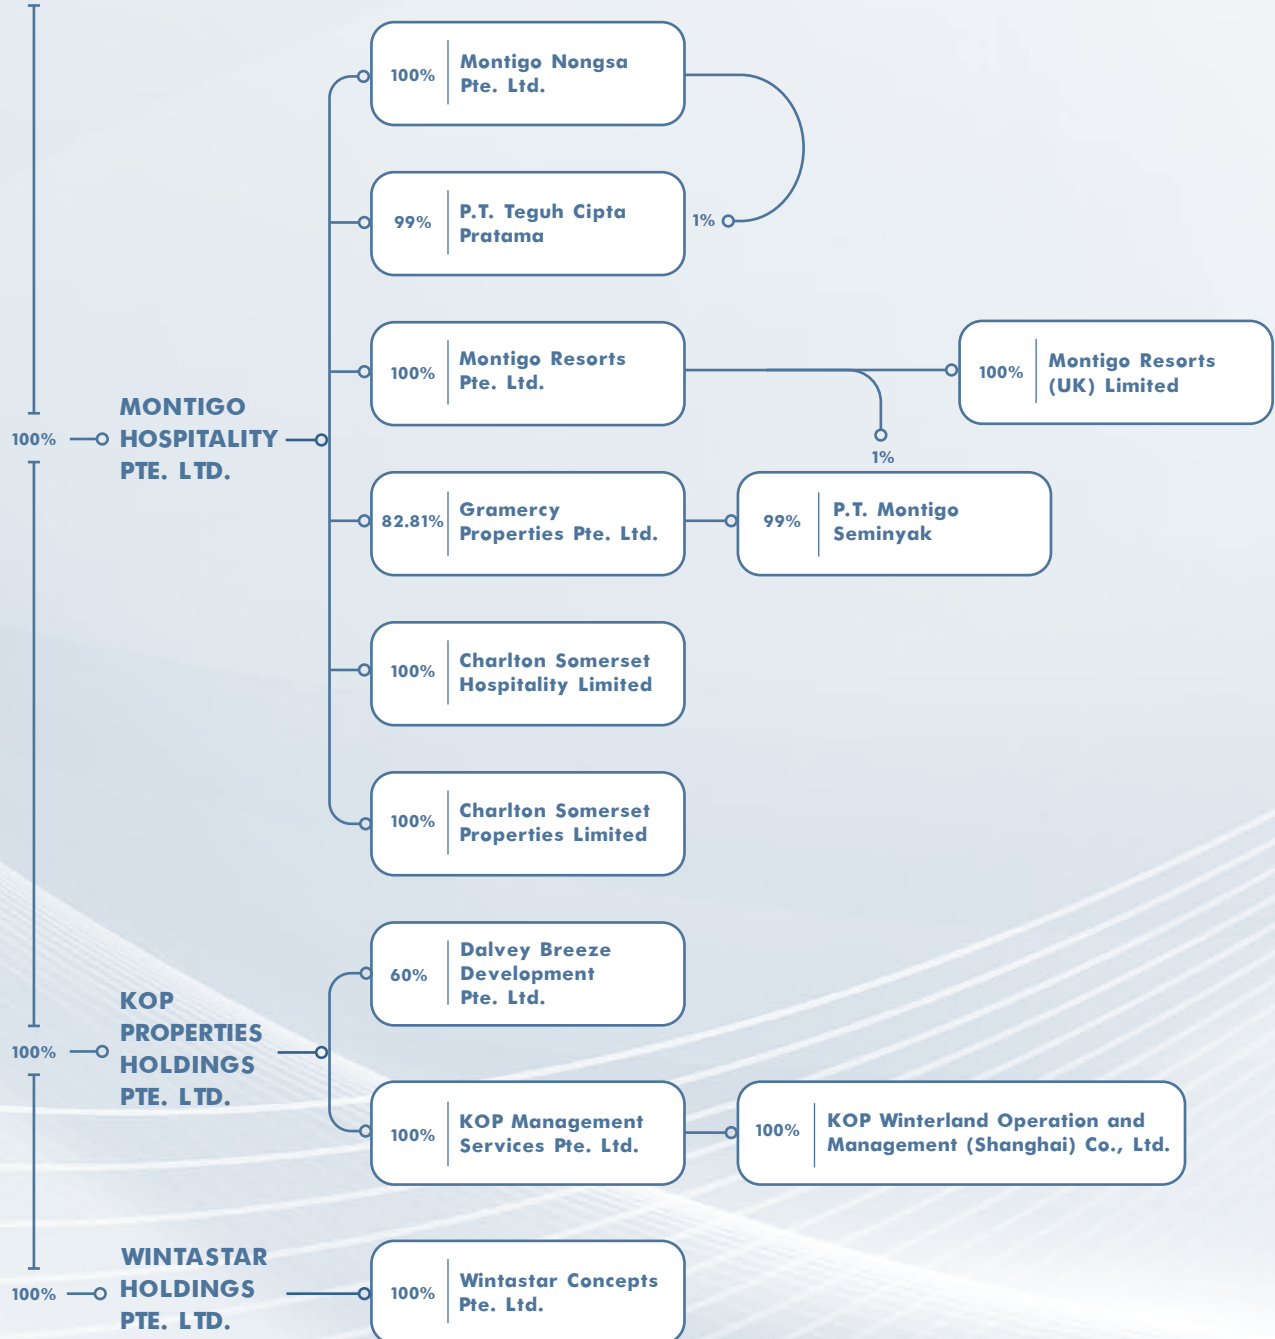 100%
Montigo Nongsa
Pte. Ltd.
99%
P.T. Teguh Cipta
Pratama
1%
100%
Montigo Resorts
Pte. Ltd.
100%
Montigo Resorts
(UK) Limited
1%
100%
MONTIGO
HOSPITALITY
PTE. LTD.
82.81%
Gramercy
Properties Pte. Ltd.
99%
P.T. Montigo
Seminyak
100%
Charlton Somerset
Hospitality Limited
100%
Charlton Somerset
Properties Limited
100%
KOP
PROPERTIES
HOLDINGS
PTE. LTD.
60%
Dalvey Breeze
Development
Pte. Ltd.
100%
KOP Management
Services Pte. Ltd.
100%
KOP Winterland Operation and
Management (Shanghai) Co., Ltd.
100%
WINTASTAR
HOLDINGS
PTE. LTD.
100%
Wintastar Concepts
Pte. Ltd.